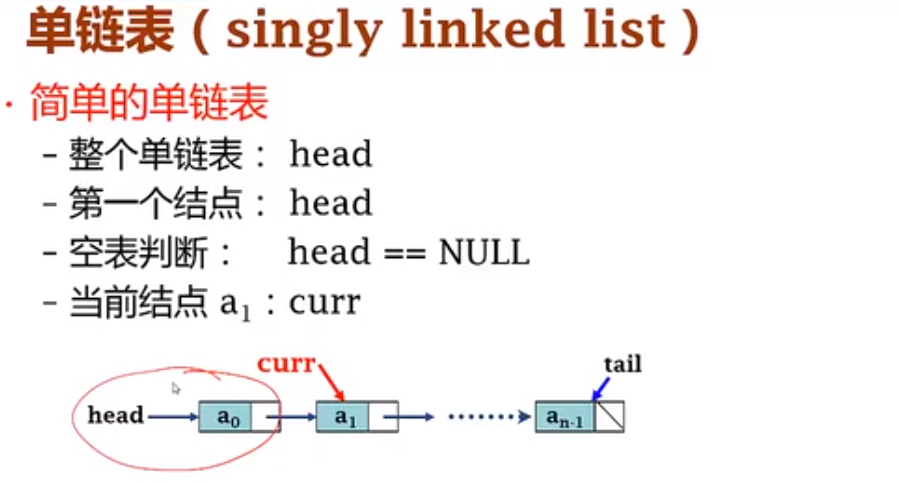 单链表（singly linked list）
· 简单的单链表
– 整个单链表： head
– 第一个结点： head
– 空表判断： head == NULL
– 当前结点 a₁：curr
curr tail
head a₀ a₁ aₙ₋₁